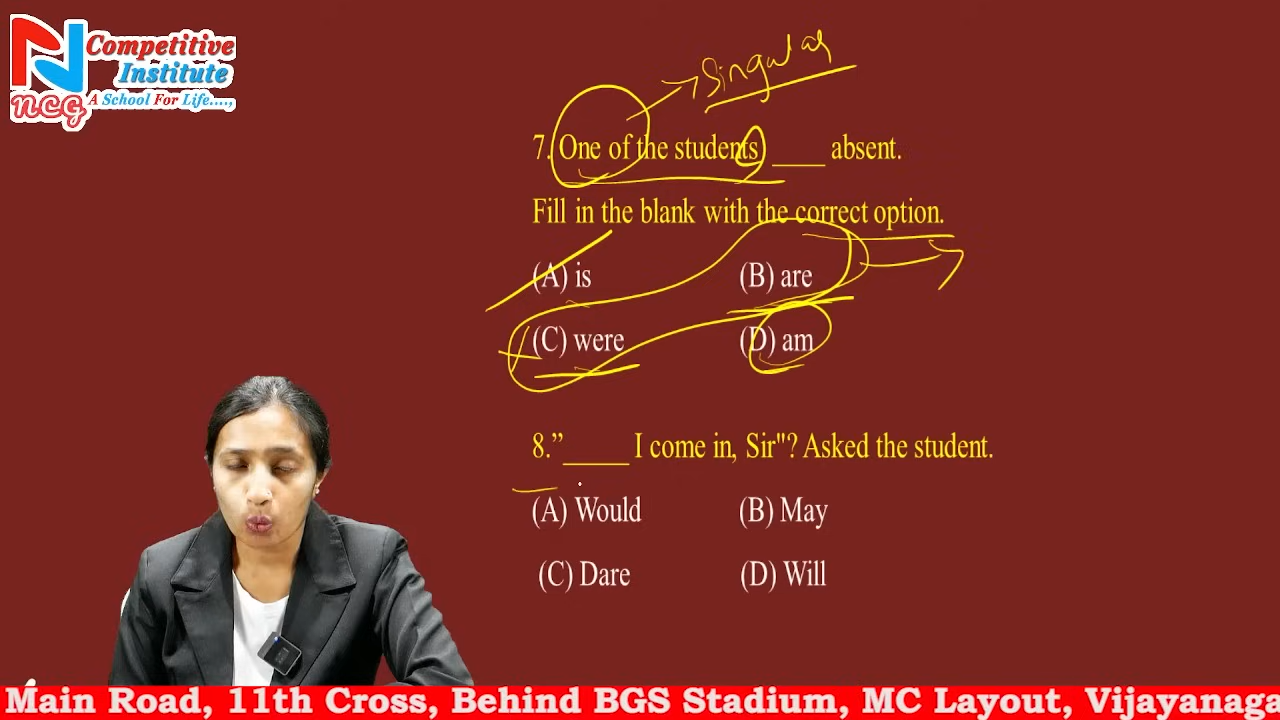 Competitive
Institute
NCG A School For Life....,
Singular
7. One of the students ____ absent.
Fill in the blank with the correct option.
(A) is (B) are
(C) were (D) am
8.”_____ I come in, Sir"? Asked the student.
(A) Would (B) May
(C) Dare (D) Will
Main Road, 11th Cross, Behind BGS Stadium, MC Layout, Vijayanaga